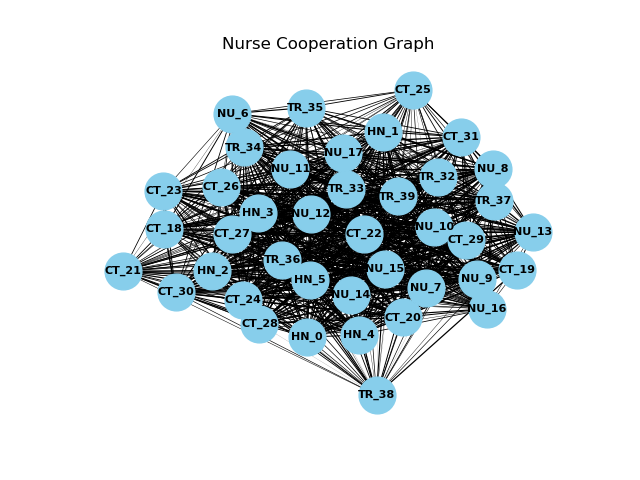 Nurse Cooperation Graph
CT_25
TR_35
NU_6
HN_1
CT_31
TR_34
NU_17
NU_11
NU_8
TR_32
CT_26
TR_33
CT_23
TR_39
TR_37
HN_3
NU_12
NU_10
CT_18
CT_27
CT_22
NU_13
CT_29
TR_36
NU_15
CT_19
CT_21
HN_2
NU_9
HN_5
NU_7
CT_30
NU_14
CT_24
NU_16
CT_20
CT_28
HN_4
HN_0
TR_38